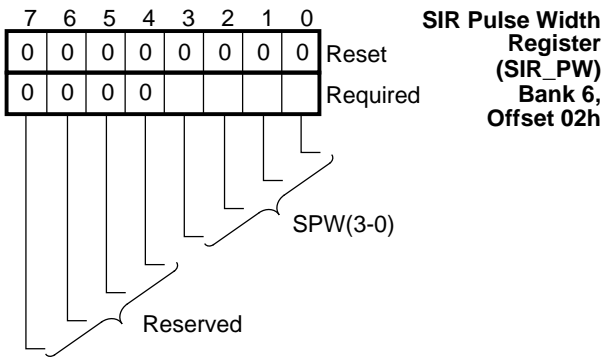 7 6 5 4 3 2 1 0
0 0 0 0 0 0 0 0 Reset
0 0 0 0 Required
SIR Pulse Width
Register
(SIR_PW)
Bank 6,
Offset 02h
SPW(3-0)
Reserved